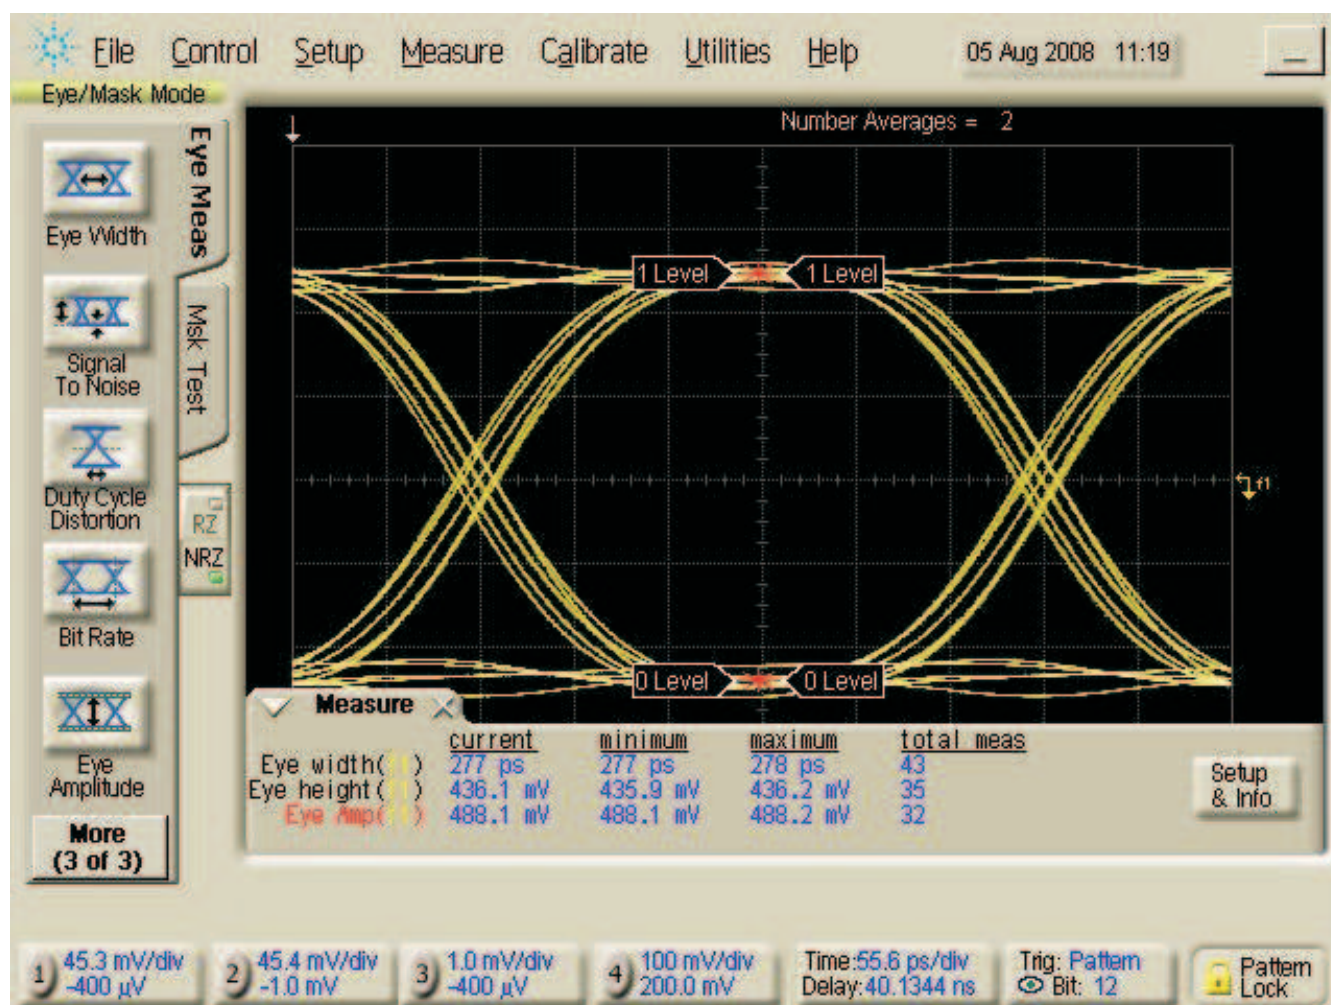 File Control Setup Measure Calibrate Utilities Help 05 Aug 2008 11:19
Eye/Mask Mode
Number Averages = 2
Eye Meas
Msk Test
Eye Width
Signal
To Noise
Duty Cycle
Distortion
RZ
NRZ
Bit Rate
Eye
Amplitude
More
(3 of 3)
1 Level 1 Level
f1
0 Level 0 Level
Measure
current minimum maximum total meas
Eye width( f1 ) 277 ps 277 ps 278 ps 43
Eye height( f1 ) 436.1 mV 435.9 mV 436.2 mV 35
Eye Amp( f1 ) 488.1 mV 488.1 mV 488.2 mV 32
Setup
& Info
1 45.3 mV/div
-400 µV
2 45.4 mV/div
-1.0 mV
3 1.0 mV/div
-400 µV
4 100 mV/div
200.0 mV
Time:55.6 ps/div
Delay:40.1344 ns
Trig: Pattern
Bit: 12
Pattern
Lock